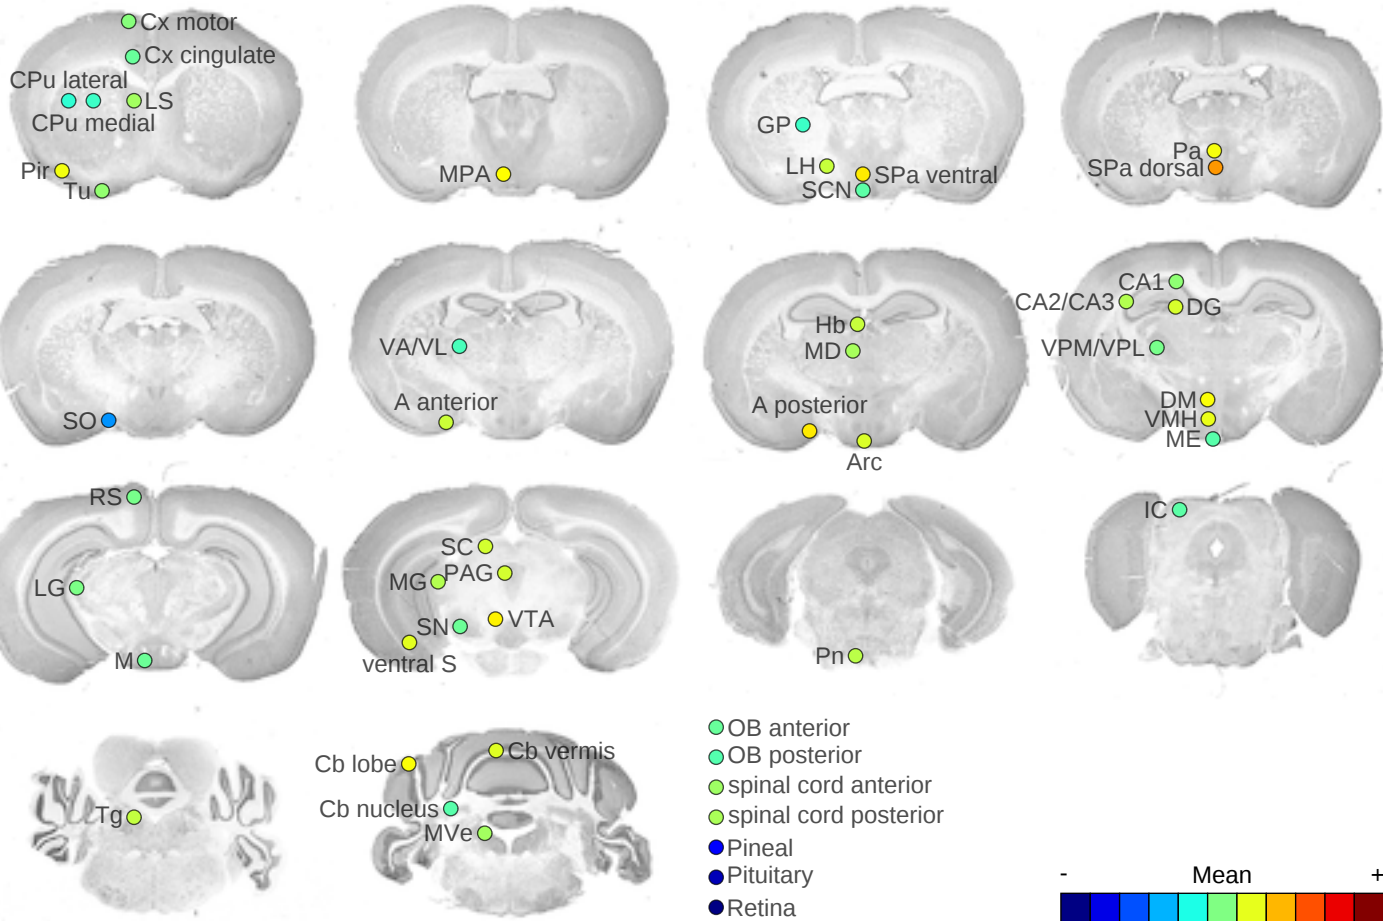 Cx motor
Cx cingulate
CPu lateral
LS
CPu medial
Pir
Tu
MPA
GP
LH
SPa ventral
SCN
Pa
SPa dorsal
SO
VA/VL
A anterior
Hb
MD
A posterior
Arc
CA1
CA2/CA3
DG
VPM/VPL
DM
VMH
ME
RS
LG
M
SC
PAG
MG
VTA
SN
ventral S
Pn
IC
Tg
Cb vermis
Cb lobe
Cb nucleus
MVe
OB anterior
OB posterior
spinal cord anterior
spinal cord posterior
Pineal
Pituitary
Retina
- Mean +